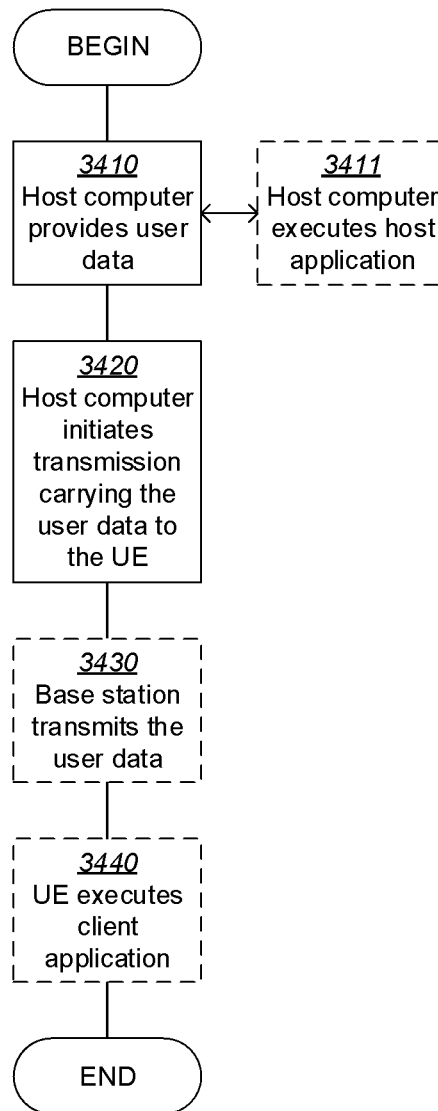 BEGIN
3410
Host computer
provides user
data
3411
Host computer
executes host
application
3420
Host computer
initiates
transmission
carrying the
user data to
the UE
3430
Base station
transmits the
user data
3440
UE executes
client
application
END